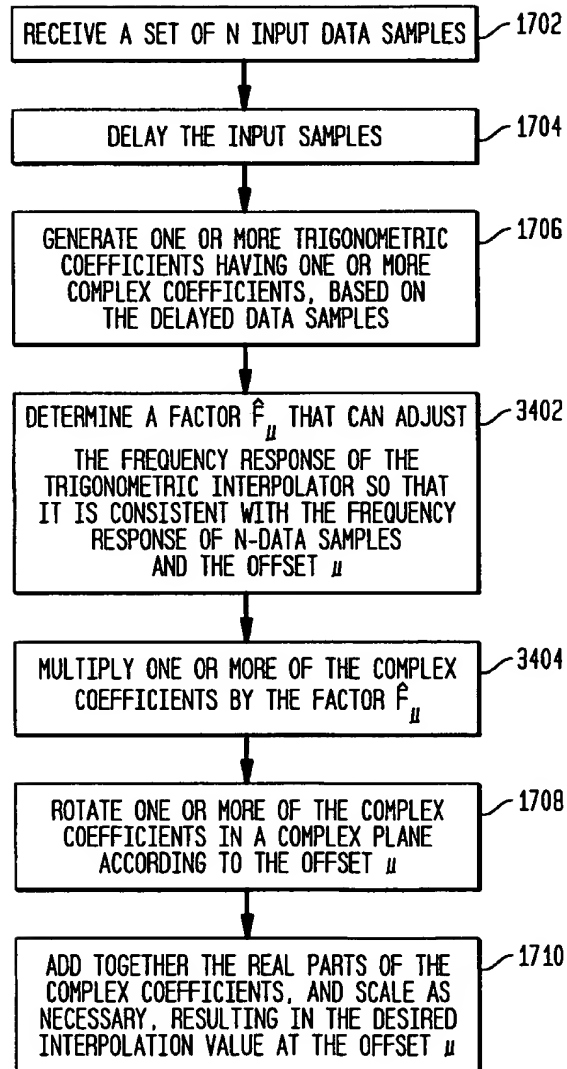 RECEIVE A SET OF N INPUT DATA SAMPLES
1702
DELAY THE INPUT SAMPLES
1704
GENERATE ONE OR MORE TRIGONOMETRIC
COEFFICIENTS HAVING ONE OR MORE
COMPLEX COEFFICIENTS, BASED ON
THE DELAYED DATA SAMPLES
1706
DETERMINE A FACTOR F̂μ THAT CAN ADJUST
THE FREQUENCY RESPONSE OF THE
TRIGONOMETRIC INTERPOLATOR SO THAT
IT IS CONSISTENT WITH THE FREQUENCY
RESPONSE OF N-DATA SAMPLES
AND THE OFFSET μ
3402
MULTIPLY ONE OR MORE OF THE COMPLEX
COEFFICIENTS BY THE FACTOR F̂μ
3404
ROTATE ONE OR MORE OF THE COMPLEX
COEFFICIENTS IN A COMPLEX PLANE
ACCORDING TO THE OFFSET μ
1708
ADD TOGETHER THE REAL PARTS OF THE
COMPLEX COEFFICIENTS, AND SCALE AS
NECESSARY, RESULTING IN THE DESIRED
INTERPOLATION VALUE AT THE OFFSET μ
1710